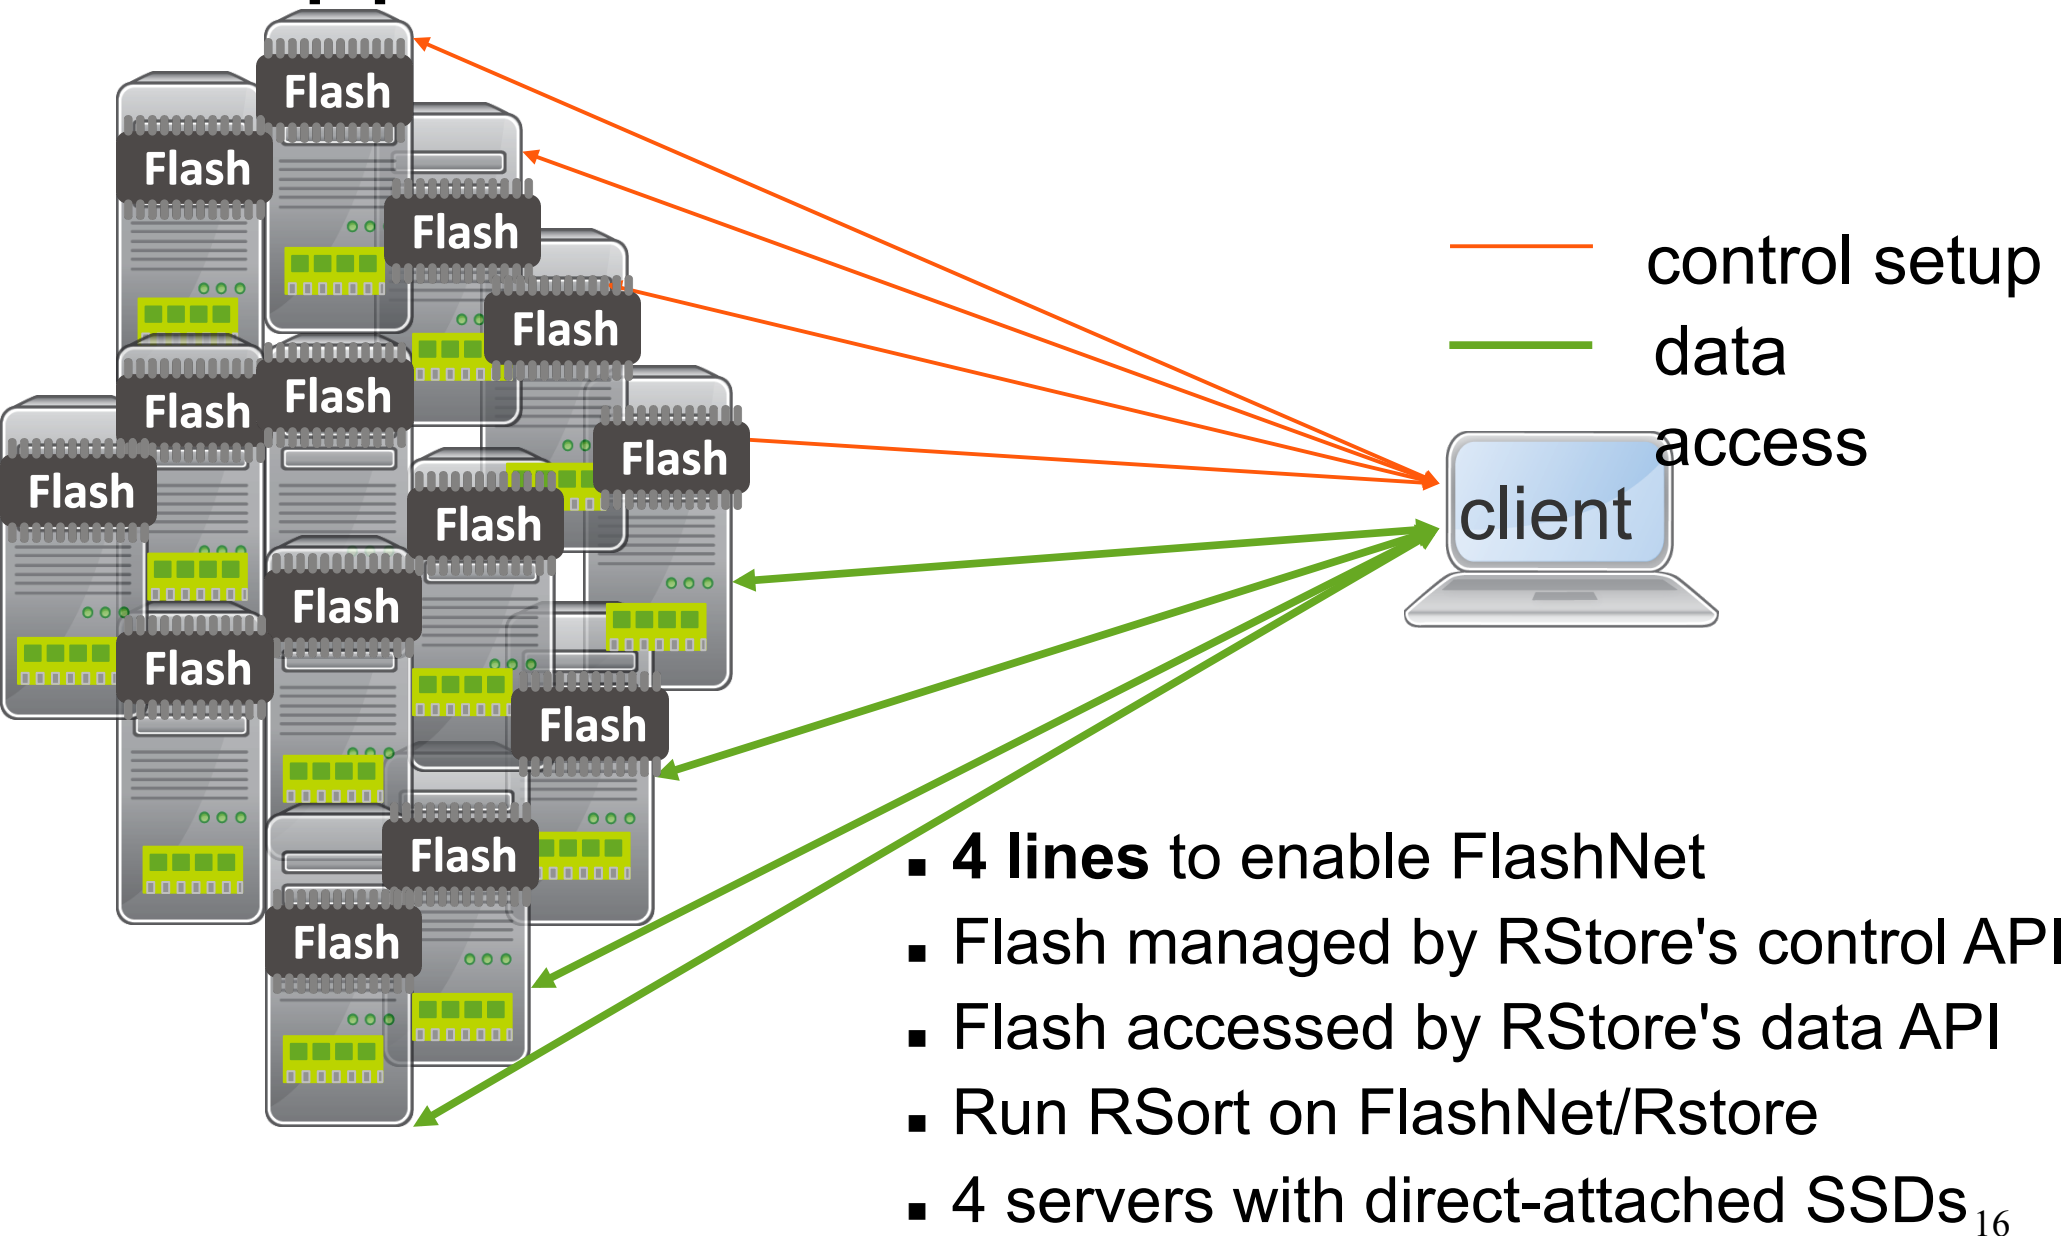 Flash
Flash
Flash
Flash
Flash
Flash
Flash
Flash
Flash
Flash
Flash
Flash
Flash
Flash
control setup
data
access
client
▪ 4 lines to enable FlashNet
▪ Flash managed by RStore's control API
▪ Flash accessed by RStore's data API
▪ Run RSort on FlashNet/Rstore
▪ 4 servers with direct-attached SSDs
16